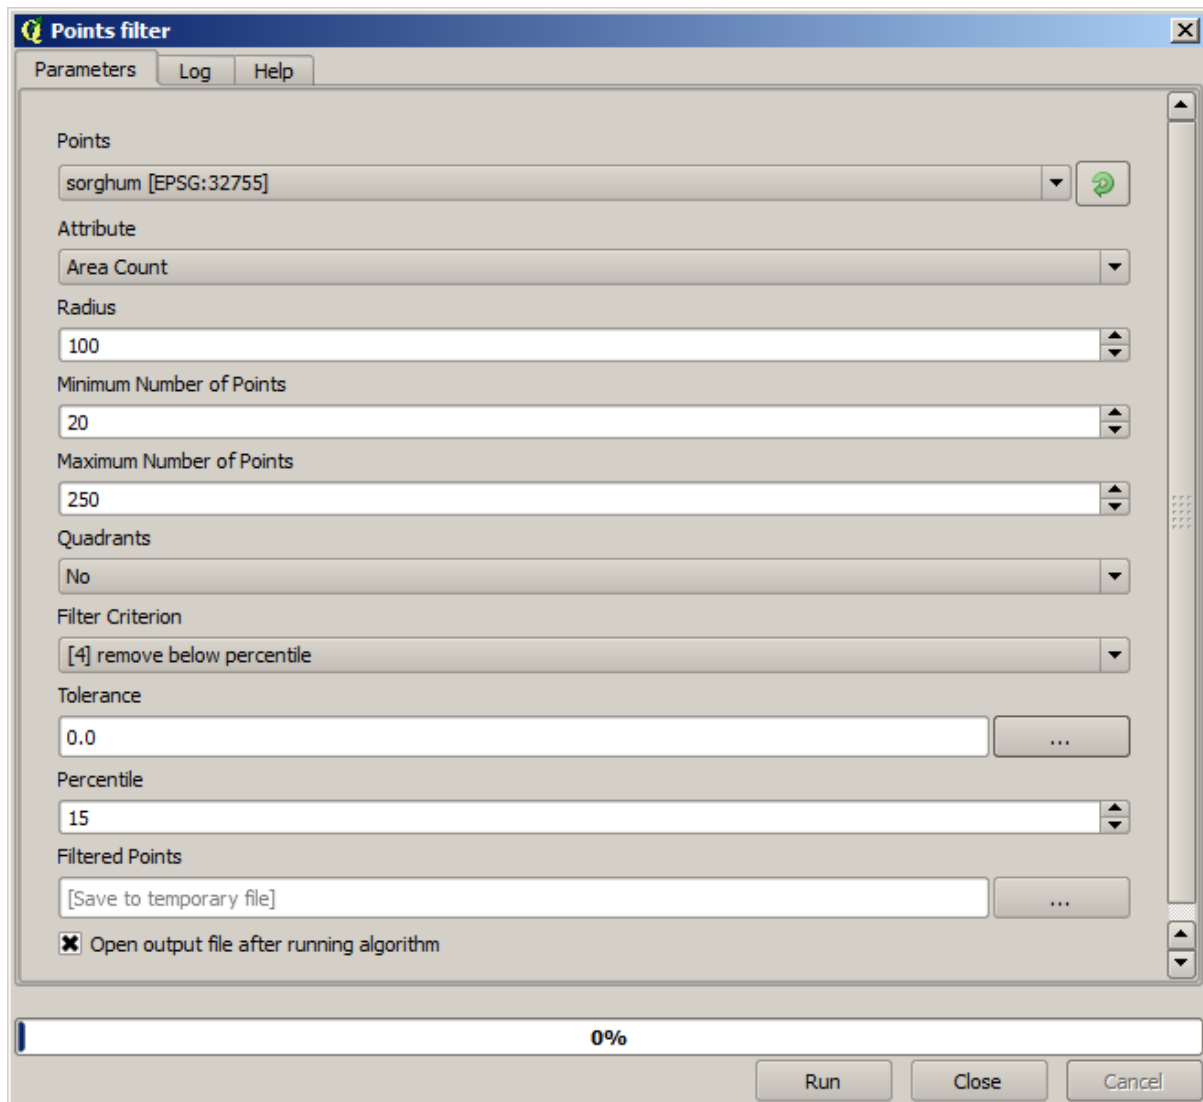 Points filter
Parameters Log Help
Points
sorghum [EPSG:32755]
Attribute
Area Count
Radius
100
Minimum Number of Points
20
Maximum Number of Points
250
Quadrants
No
Filter Criterion
[4] remove below percentile
Tolerance
0.0 ...
Percentile
15
Filtered Points
[Save to temporary file] ...
Open output file after running algorithm
0%
Run Close Cancel